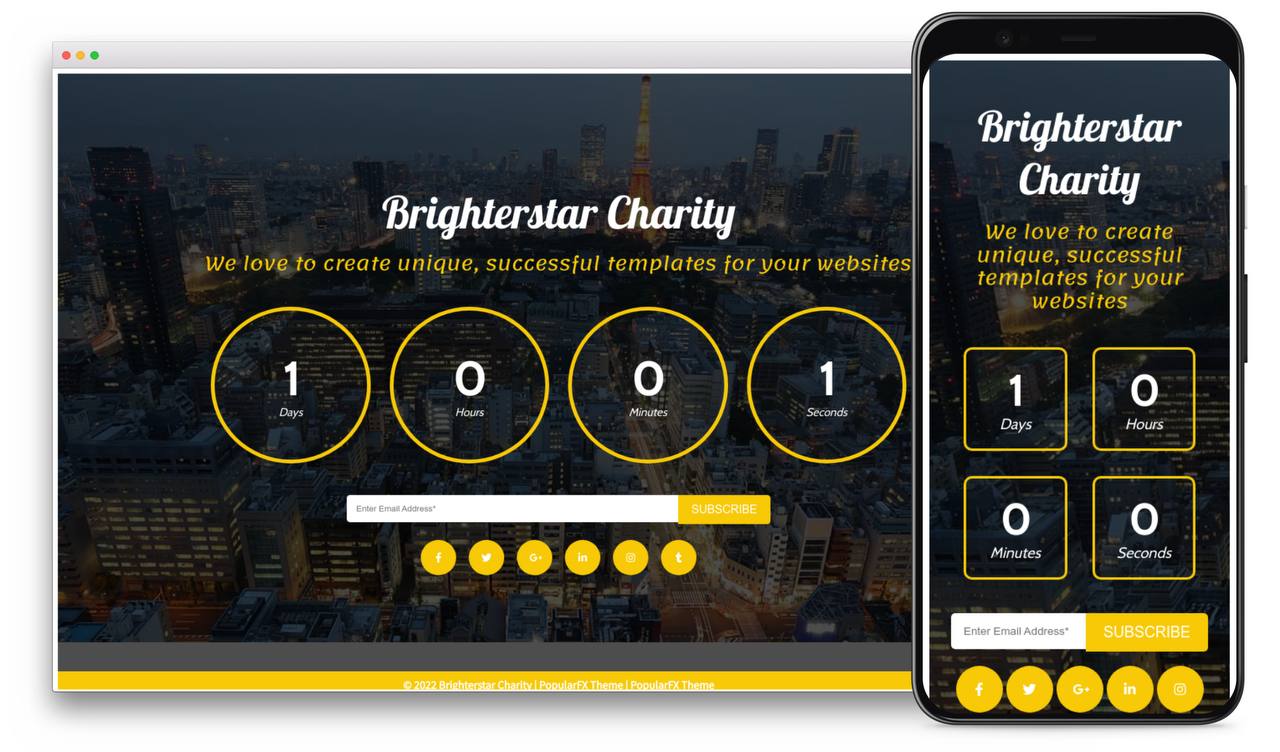 Brighterstar Charity
We love to create unique, successful templates for your websites
1
Days
0
Hours
0
Minutes
1
Seconds
Enter Email Address*
SUBSCRIBE
f
G+
in
t
© 2022 Brighterstar Charity | PopularFX Theme | PopularFX Theme
Brighterstar
Charity
We love to create
unique, successful
templates for your
websites
1
Days
0
Hours
0
Minutes
0
Seconds
Enter Email Address*
SUBSCRIBE
f
G+
in